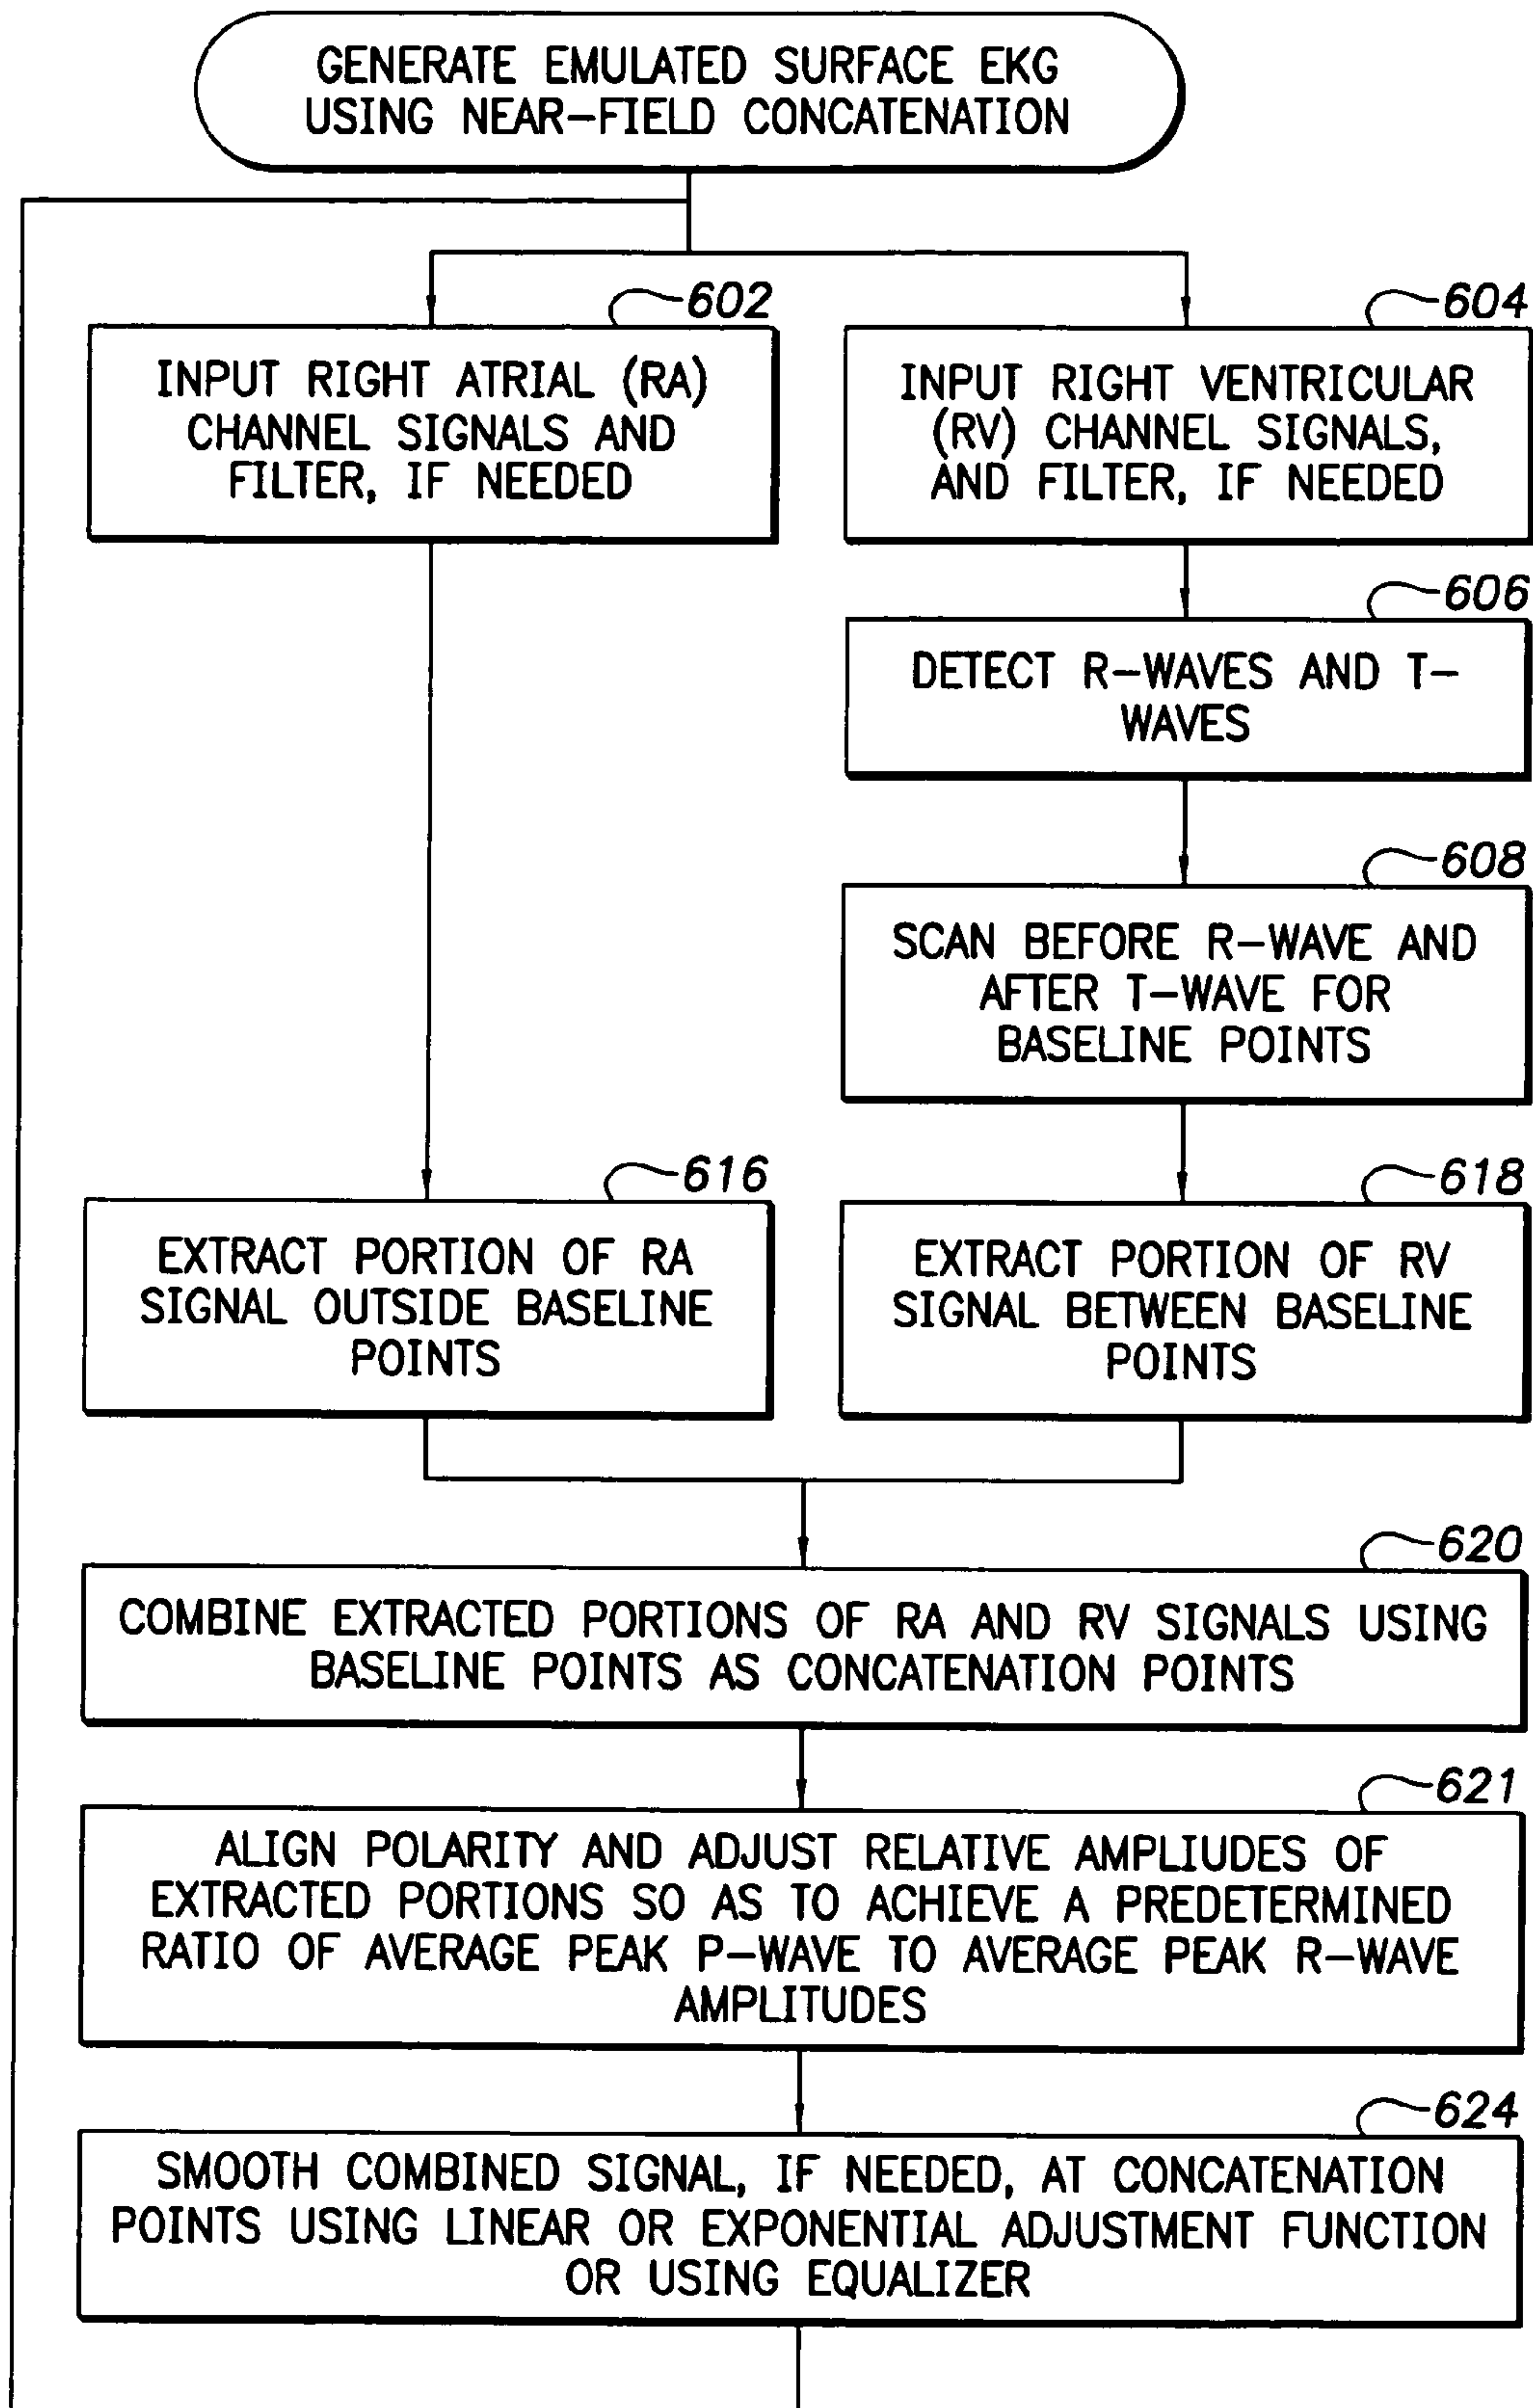 GENERATE EMULATED SURFACE EKG
USING NEAR-FIELD CONCATENATION
602
INPUT RIGHT ATRIAL (RA)
CHANNEL SIGNALS AND
FILTER, IF NEEDED
604
INPUT RIGHT VENTRICULAR
(RV) CHANNEL SIGNALS,
AND FILTER, IF NEEDED
606
DETECT R-WAVES AND T-
WAVES
608
SCAN BEFORE R-WAVE AND
AFTER T-WAVE FOR
BASELINE POINTS
616
EXTRACT PORTION OF RA
SIGNAL OUTSIDE BASELINE
POINTS
618
EXTRACT PORTION OF RV
SIGNAL BETWEEN BASELINE
POINTS
620
COMBINE EXTRACTED PORTIONS OF RA AND RV SIGNALS USING
BASELINE POINTS AS CONCATENATION POINTS
621
ALIGN POLARITY AND ADJUST RELATIVE AMPLIUDES OF
EXTRACTED PORTIONS SO AS TO ACHIEVE A PREDETERMINED
RATIO OF AVERAGE PEAK P-WAVE TO AVERAGE PEAK R-WAVE
AMPLITUDES
624
SMOOTH COMBINED SIGNAL, IF NEEDED, AT CONCATENATION
POINTS USING LINEAR OR EXPONENTIAL ADJUSTMENT FUNCTION
OR USING EQUALIZER